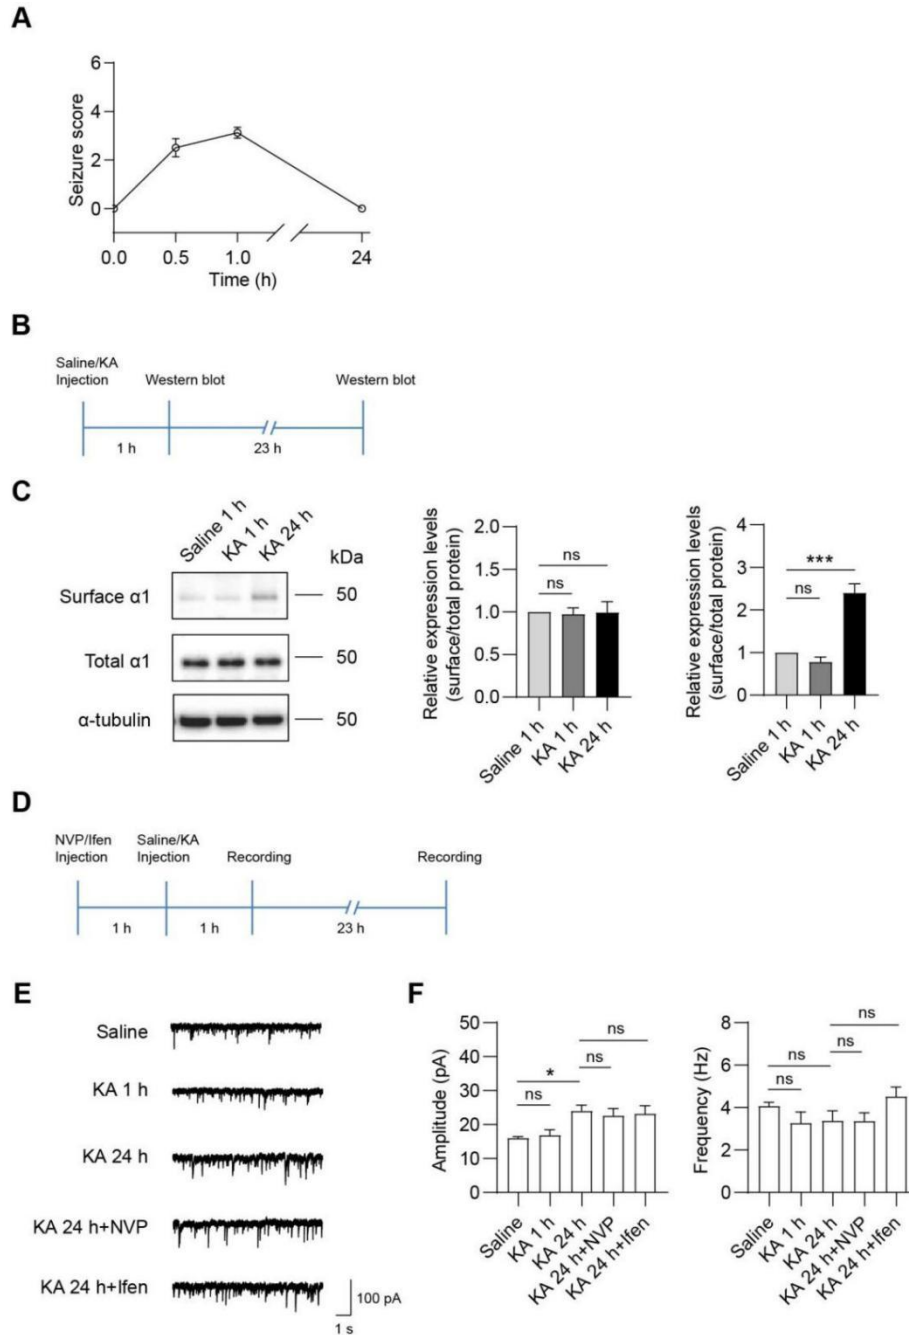 A
Seizure score
6
4
2
0
0.0 0.5 1.0 24
Time (h)
B
Saline/KA
Injection
Western blot
Western blot
1 h
23 h
C
Saline 1 h
KA 1 h
KA 24 h
kDa
Surface α1
50
Total α1
50
α-tubulin
50
Relative expression levels
(surface/total protein)
2.0
1.5
1.0
0.5
0.0
ns
ns
Saline 1 h
KA 1 h
KA 24 h
Relative expression levels
(surface/total protein)
4
3
2
1
0
***
ns
Saline 1 h
KA 1 h
KA 24 h
D
NVP/Ifen
Injection
Saline/KA
Injection
Recording
Recording
1 h
1 h
23 h
E
Saline
KA 1 h
KA 24 h
KA 24 h+NVP
KA 24 h+Ifen
100 pA
1 s
F
Amplitude (pA)
50
40
30
20
10
0
ns
*
ns
ns
Saline
KA 1 h
KA 24 h
KA 24 h+NVP
KA 24 h+Ifen
Frequency (Hz)
8
6
4
2
0
ns
ns
ns
ns
Saline
KA 1 h
KA 24 h
KA 24 h+NVP
KA 24 h+Ifen